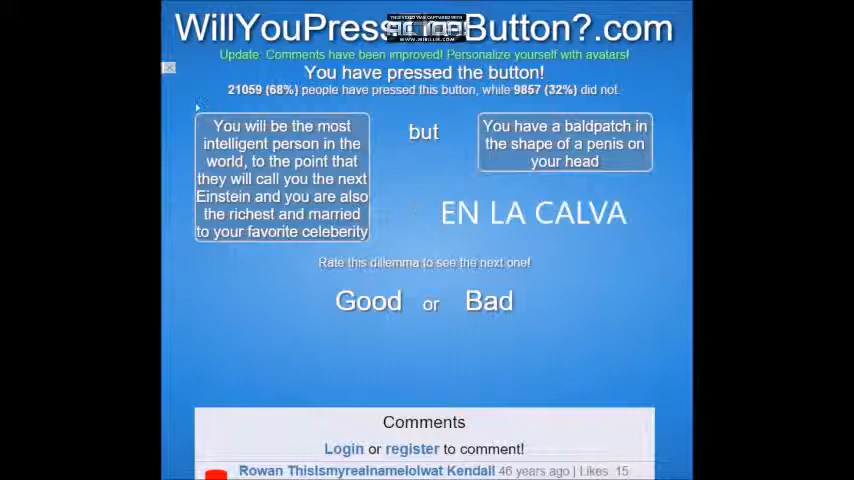 WillYouPress Button?.com
Update: Comments have been improved! Personalize yourself with avatars!
You have pressed the button!
21059 (68%) people have pressed this button, while 9857 (32%) did not.
You will be the most
intelligent person in the
world, to the point that
they will call you the next
Einstein and you are also
the richest and married
to your favorite celeberity
but
You have a baldpatch in
the shape of a penis on
your head
EN LA CALVA
Rate this dillemma to see the next one!
Good or Bad
Comments
Login or register to comment!
Rowan ThisIsmyrealnamelolwat Kendall 46 years ago | Likes: 15